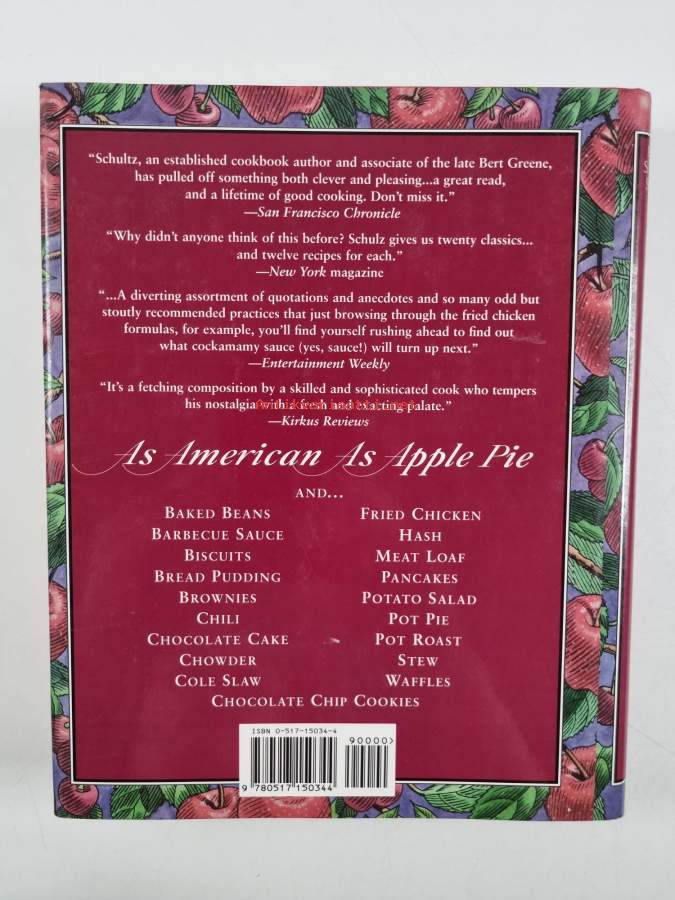 “Schultz, an established cookbook author and associate of the late Bert Greene,
has pulled off something both clever and pleasing...a great read,
and a lifetime of good cooking. Don’t miss it.”
—San Francisco Chronicle
“Why didn’t anyone think of this before? Schulz gives us twenty classics...
and twelve recipes for each.”
—New York magazine
“...A diverting assortment of quotations and anecdotes and so many odd but
stoutly recommended practices that just browsing through the fried chicken
formulas, for example, you’ll find yourself rushing ahead to find out
what cockamamy sauce (yes, sauce!) will turn up next.”
—Entertainment Weekly
“It’s a fetching composition by a skilled and sophisticated cook who tempers
his nostalgia with a fresh and exacting palate.”
—Kirkus Reviews
As American As Apple Pie
AND...
BAKED BEANS
BARBECUE SAUCE
BISCUITS
BREAD PUDDING
BROWNIES
CHILI
CHOCOLATE CAKE
CHOWDER
COLE SLAW
FRIED CHICKEN
HASH
MEAT LOAF
PANCAKES
POTATO SALAD
POT PIE
POT ROAST
STEW
WAFFLES
CHOCOLATE CHIP COOKIES
ISBN 0-517-15034-4
90000>
9 780517 150344